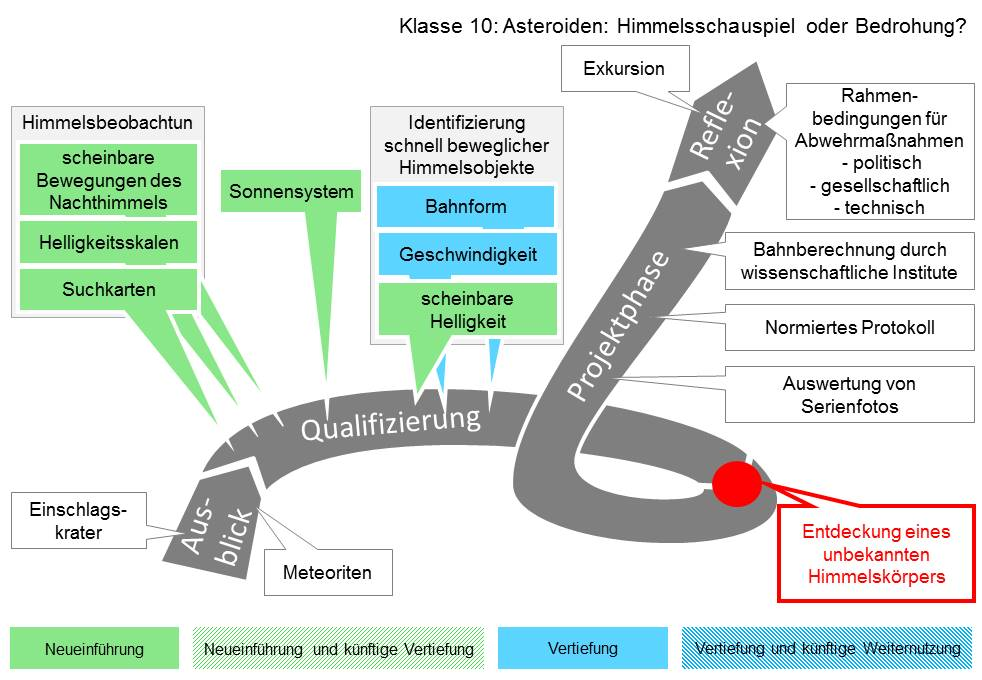 Klasse 10: Asteroiden: Himmelsschauspiel oder Bedrohung?
Exkursion
Refle-
xion
Rahmen-
bedingungen für
Abwehrmaßnahmen
- politisch
- gesellschaftlich
- technisch
Himmelsbeobachtun
scheinbare
Bewegungen des
Nachthimmels
Helligkeitsskalen
Suchkarten
Sonnensystem
Identifizierung
schnell beweglicher
Himmelsobjekte
Bahnform
Geschwindigkeit
scheinbare
Helligkeit
Projektphase
Bahnberechnung durch
wissenschaftliche Institute
Normiertes Protokoll
Auswertung von
Serienfotos
Qualifizierung
Einschlags-
krater
Aus-
blick
Meteoriten
Entdeckung eines
unbekannten
Himmelskörpers
Neueinführung
Neueinführung und künftige Vertiefung
Vertiefung
Vertiefung und künftige Weiternutzung